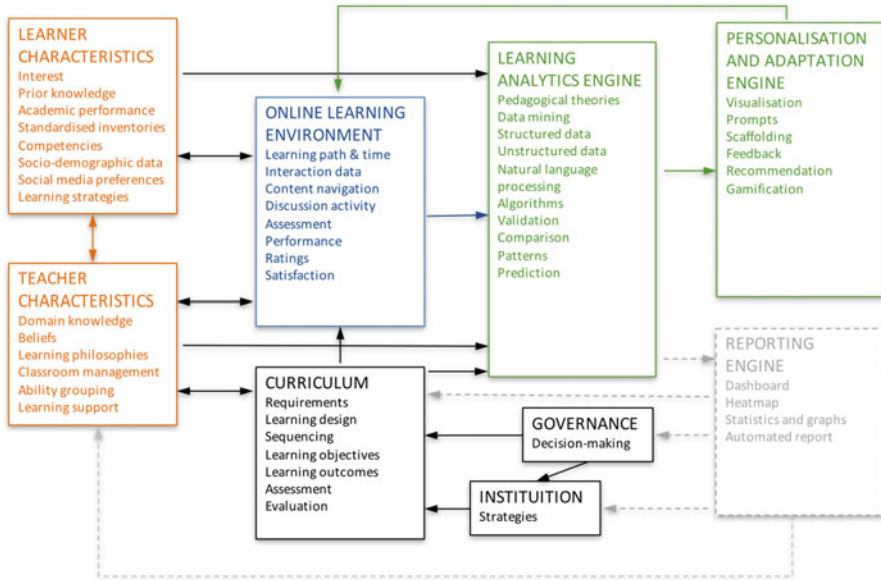 LEARNER
CHARACTERISTICS
Interest
Prior knowledge
Academic performance
Standardised inventories
Competencies
Socio-demographic data
Social media preferences
Learning strategies
TEACHER
CHARACTERISTICS
Domain knowledge
Beliefs
Learning philosophies
Classroom management
Ability grouping
Learning support
ONLINE LEARNING
ENVIRONMENT
Learning path & time
Interaction data
Content navigation
Discussion activity
Assessment
Performance
Ratings
Satisfaction
CURRICULUM
Requirements
Learning design
Sequencing
Learning objectives
Learning outcomes
Assessment
Evaluation
LEARNING
ANALYTICS ENGINE
Pedagogical theories
Data mining
Structured data
Unstructured data
Natural language
processing
Algorithms
Validation
Comparison
Patterns
Prediction
GOVERNANCE
Decision-making
INSTITUITION
Strategies
PERSONALISATION
AND ADAPTATION
ENGINE
Visualisation
Prompts
Scaffolding
Feedback
Recommendation
Gamification
REPORTING
ENGINE
Dashboard
Heatmap
Statistics and graphs
Automated report